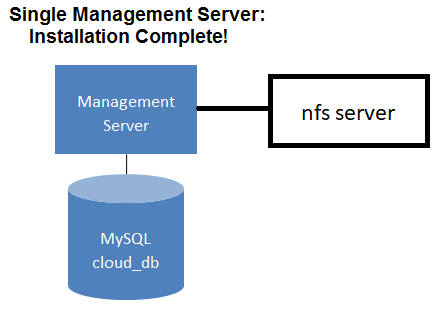 Single Management Server:
Installation Complete!
Management
Server
nfs server
MySQL
cloud_db